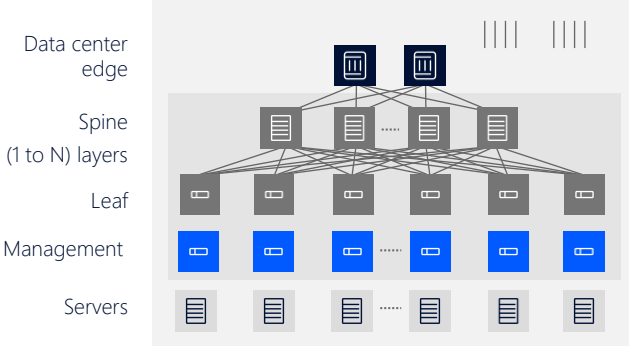 Data center
edge
Spine
(1 to N) layers
Leaf
Management
Servers